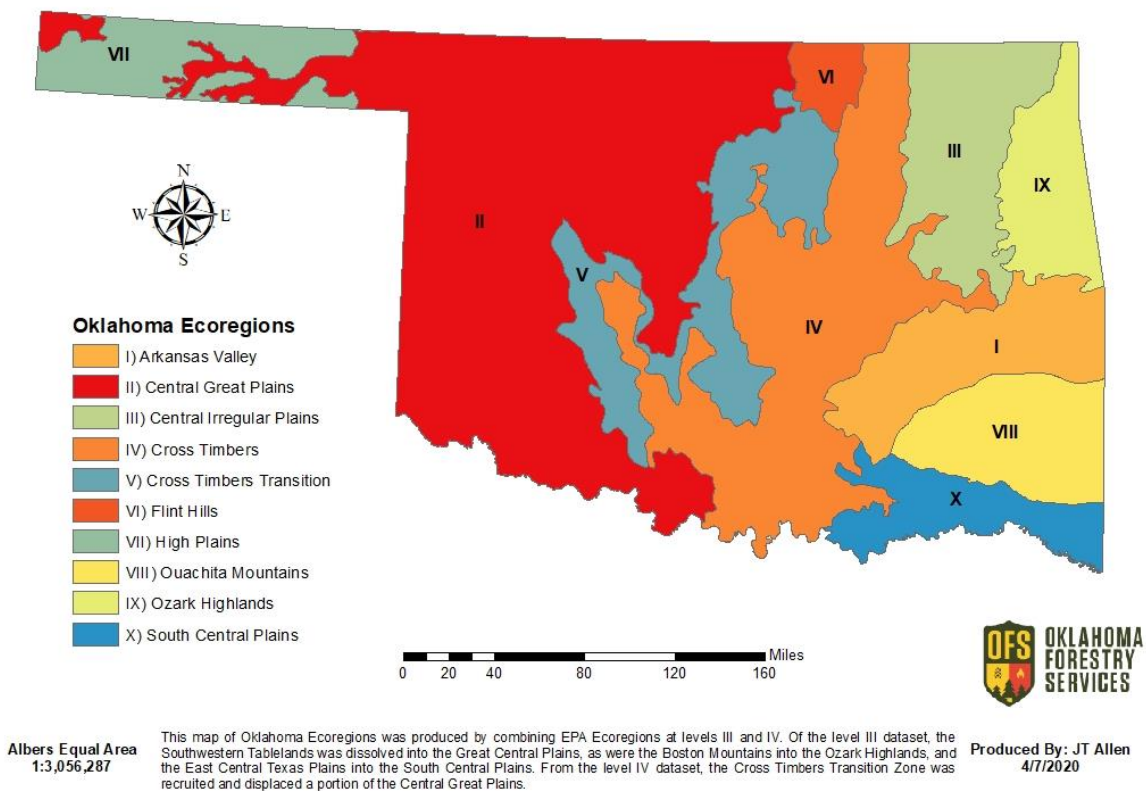 VII
VI
III
IX
N
W E
S
II
V
IV
I
VIII
X
Oklahoma Ecoregions
I) Arkansas Valley
II) Central Great Plains
III) Central Irregular Plains
IV) Cross Timbers
V) Cross Timbers Transition
VI) Flint Hills
VII) High Plains
VIII) Ouachita Mountains
IX) Ozark Highlands
X) South Central Plains
Miles
0 20 40 80 120 160
OFS
OKLAHOMA
FORESTRY
SERVICES
Albers Equal Area
1:3,056,287
This map of Oklahoma Ecoregions was produced by combining EPA Ecoregions at levels III and IV. Of the level III dataset, the
Southwestern Tablelands was dissolved into the Great Central Plains, as were the Boston Mountains into the Ozark Highlands, and
the East Central Texas Plains into the South Central Plains. From the level IV dataset, the Cross Timbers Transition Zone was
recruited and displaced a portion of the Central Great Plains.
Produced By: JT Allen
4/7/2020